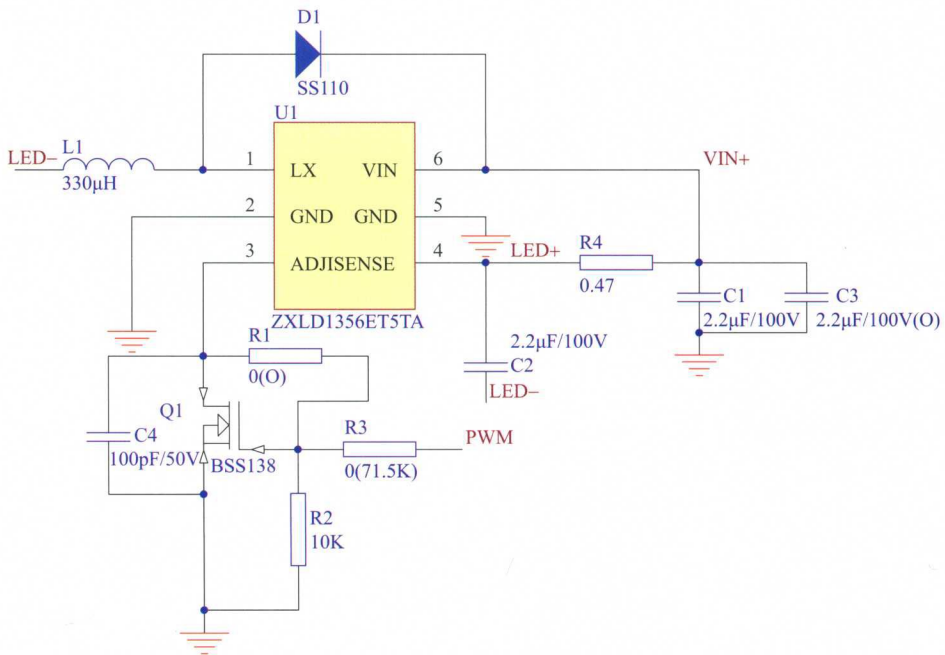 D1
SS110
U1
L1
LED−
330μH
1
LX
VIN
6
VIN+
2
GND
GND
5
3
ADJISENSE
4
LED+
R4
0.47
C1
2.2μF/100V
C3
2.2μF/100V(O)
ZXLD1356ET5TA
R1
0(O)
2.2μF/100V
C2
LED−
Q1
C4
100pF/50V
BSS138
R3
0(71.5K)
PWM
R2
10K